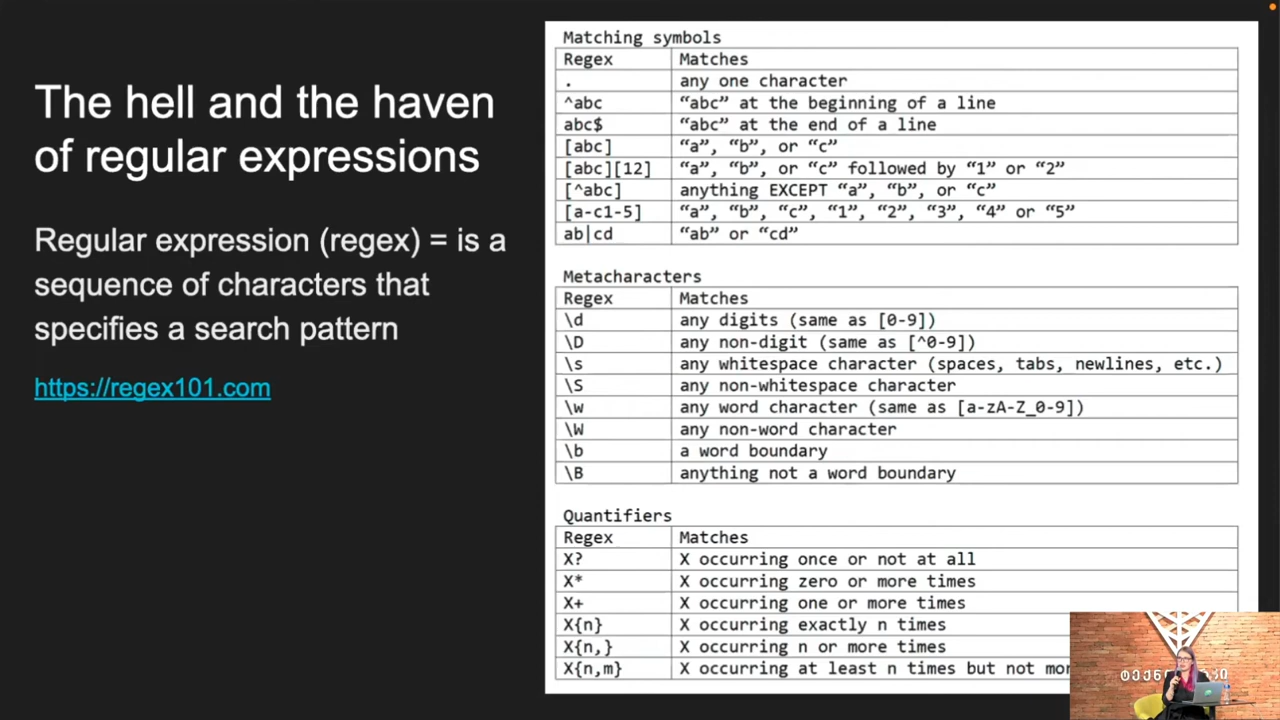 The hell and the haven
of regular expressions
Regular expression (regex) = is a
sequence of characters that
specifies a search pattern
https://regex101.com
Matching symbols
Regex Matches
. any one character
^abc “abc” at the beginning of a line
abc$ “abc” at the end of a line
[abc] “a”, “b”, or “c”
[abc][12] “a”, “b”, or “c” followed by “1” or “2”
[^abc] anything EXCEPT “a”, “b”, or “c”
[a-c1-5] “a”, “b”, “c”, “1”, “2”, “3”, “4” or “5”
ab|cd “ab” or “cd”
Metacharacters
Regex Matches
\d any digits (same as [0-9])
\D any non-digit (same as [^0-9])
\s any whitespace character (spaces, tabs, newlines, etc.)
\S any non-whitespace character
\w any word character (same as [a-zA-Z_0-9])
\W any non-word character
\b a word boundary
\B anything not a word boundary
Quantifiers
Regex Matches
X? X occurring once or not at all
X* X occurring zero or more times
X+ X occurring one or more times
X{n} X occurring exactly n times
X{n,} X occurring n or more times
X{n,m} X occurring at least n times but not